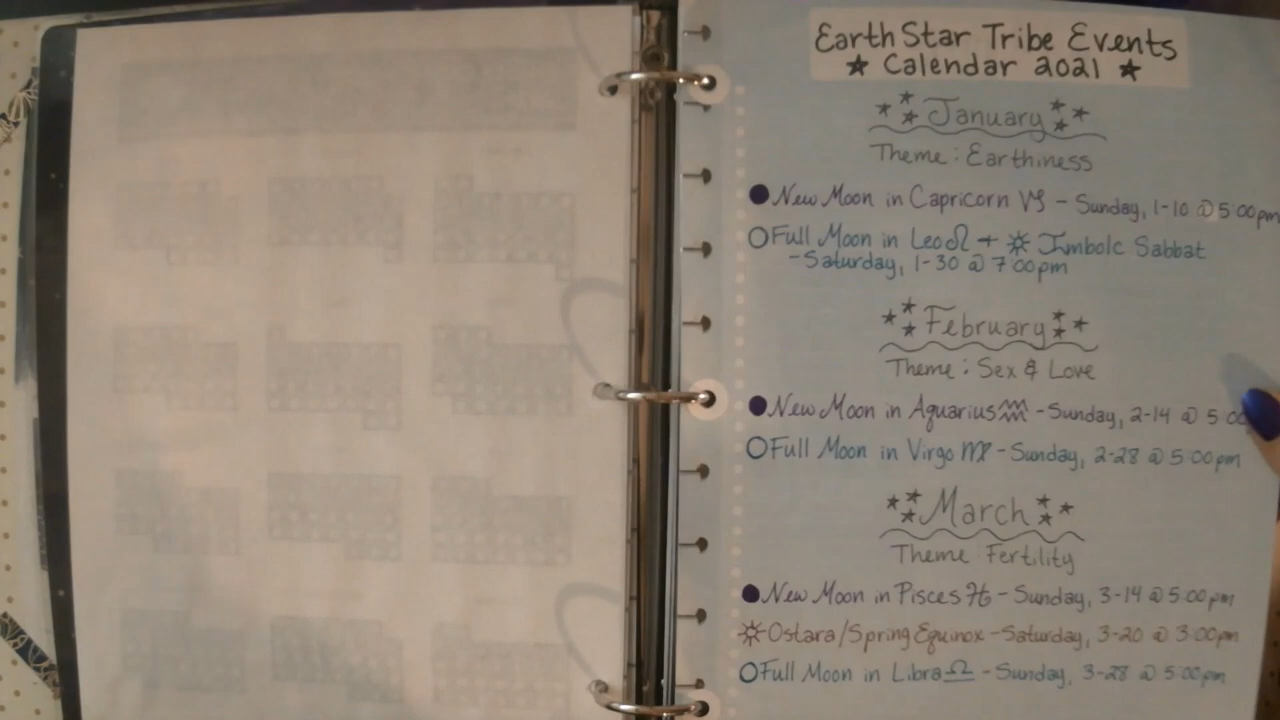 Earth Star Tribe Events
★ Calendar 2021 ★
January
Theme: Earthiness
New Moon in Capricorn ♑ - Sunday, 1-10 @ 5:00pm
Full Moon in Leo ♌ + ☼ Imbolc Sabbat
- Saturday, 1-30 @ 7:00pm
February
Theme: Sex & Love
New Moon in Aquarius ♒ - Sunday, 2-14 @ 5:00
Full Moon in Virgo ♍ - Sunday, 2-28 @ 5:00pm
March
Theme Fertility
New Moon in Pisces ♓ - Sunday, 3-14 @ 5:00pm
Ostara/Spring Equinox - Saturday, 3-20 @ 3:00pm
Full Moon in Libra ♎ - Sunday, 3-28 @ 5:00pm